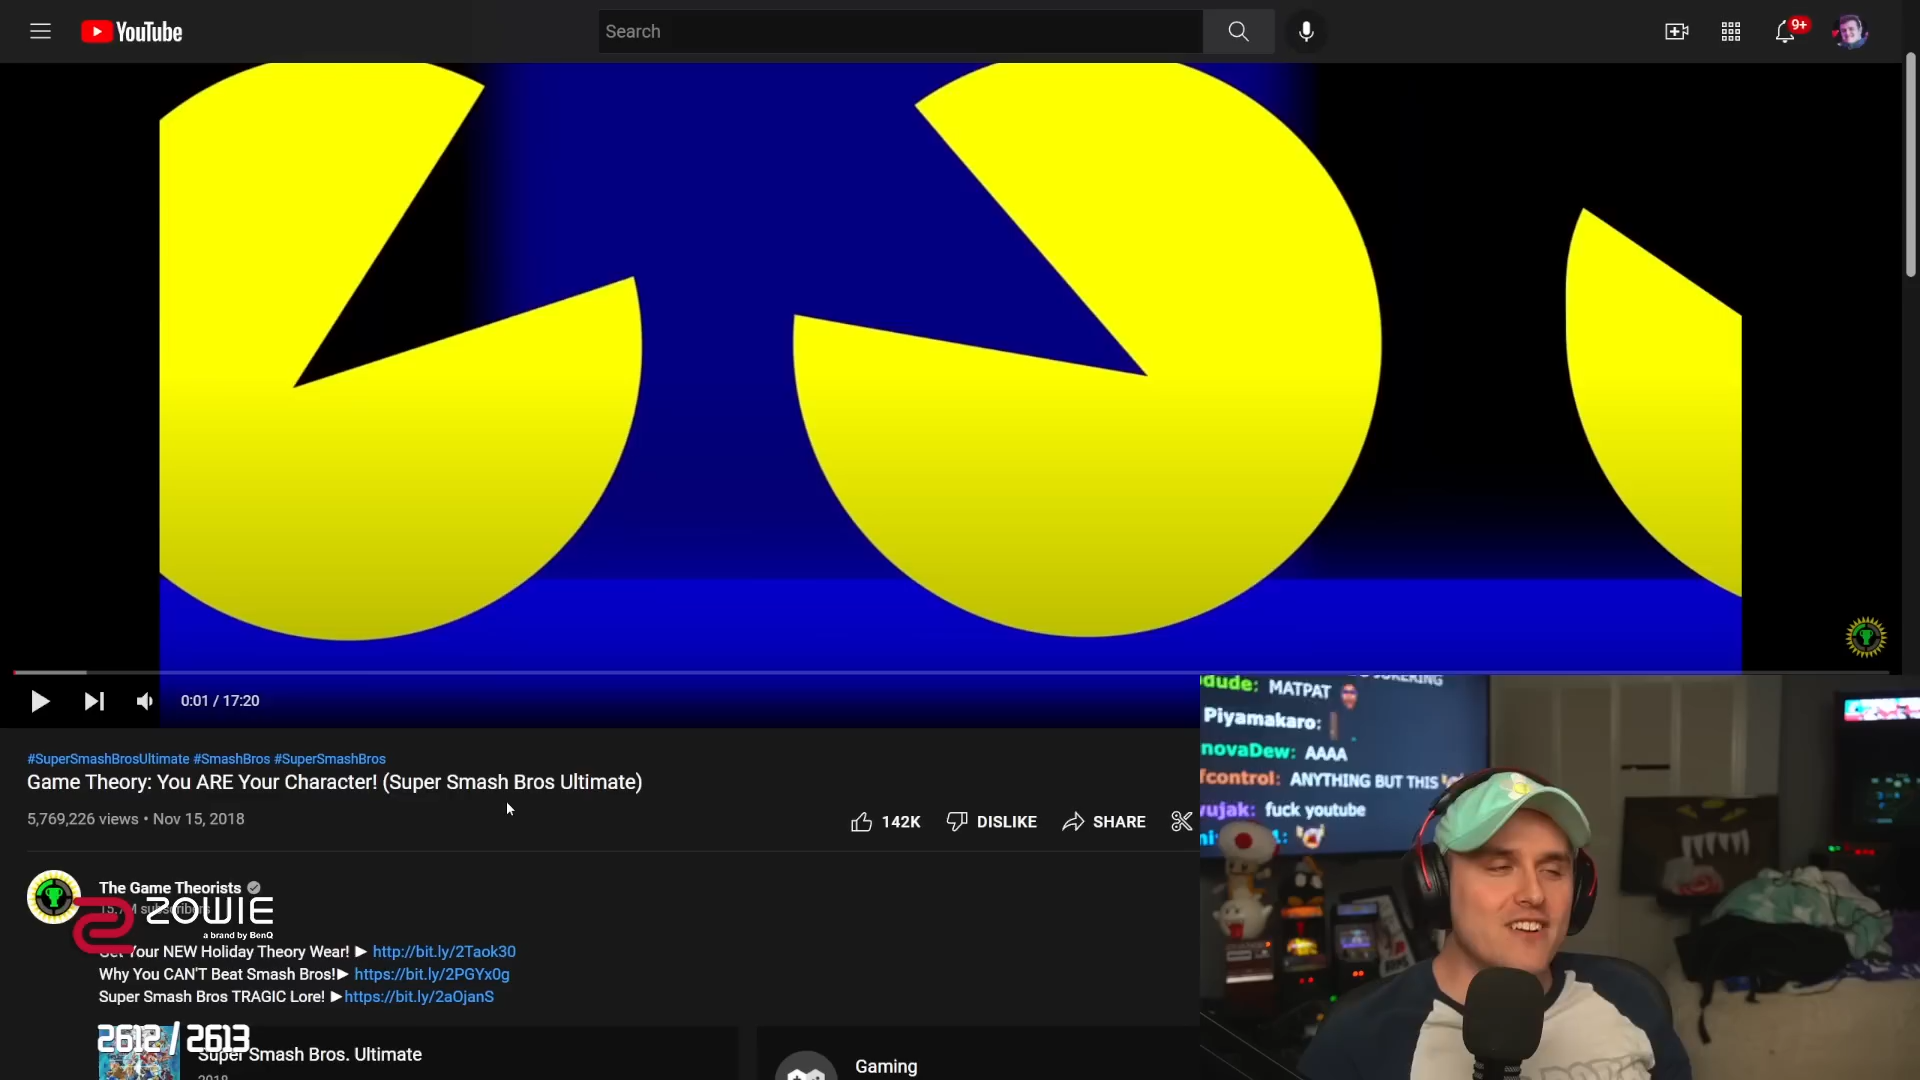 YouTube
Search
9+
0:01 / 17:20
#SuperSmashBrosUltimate #SmashBros #SuperSmashBros
Game Theory: You ARE Your Character! (Super Smash Bros Ultimate)
5,769,226 views • Nov 15, 2018
142K
DISLIKE
SHARE
The Game Theorists
ZOWIE
a brand by BenQ
Your NEW Holiday Theory Wear! ► http://bit.ly/2Taok30
Why You CAN'T Beat Smash Bros!► https://bit.ly/2PGYx0g
Super Smash Bros TRAGIC Lore! ►https://bit.ly/2aOjanS
2612 / 2613
Super Smash Bros. Ultimate
2018
Gaming
dude: MATPAT
Piyamakaro:
novaDew: AAAA
fcontrol: ANYTHING BUT THIS
ujak: fuck youtube